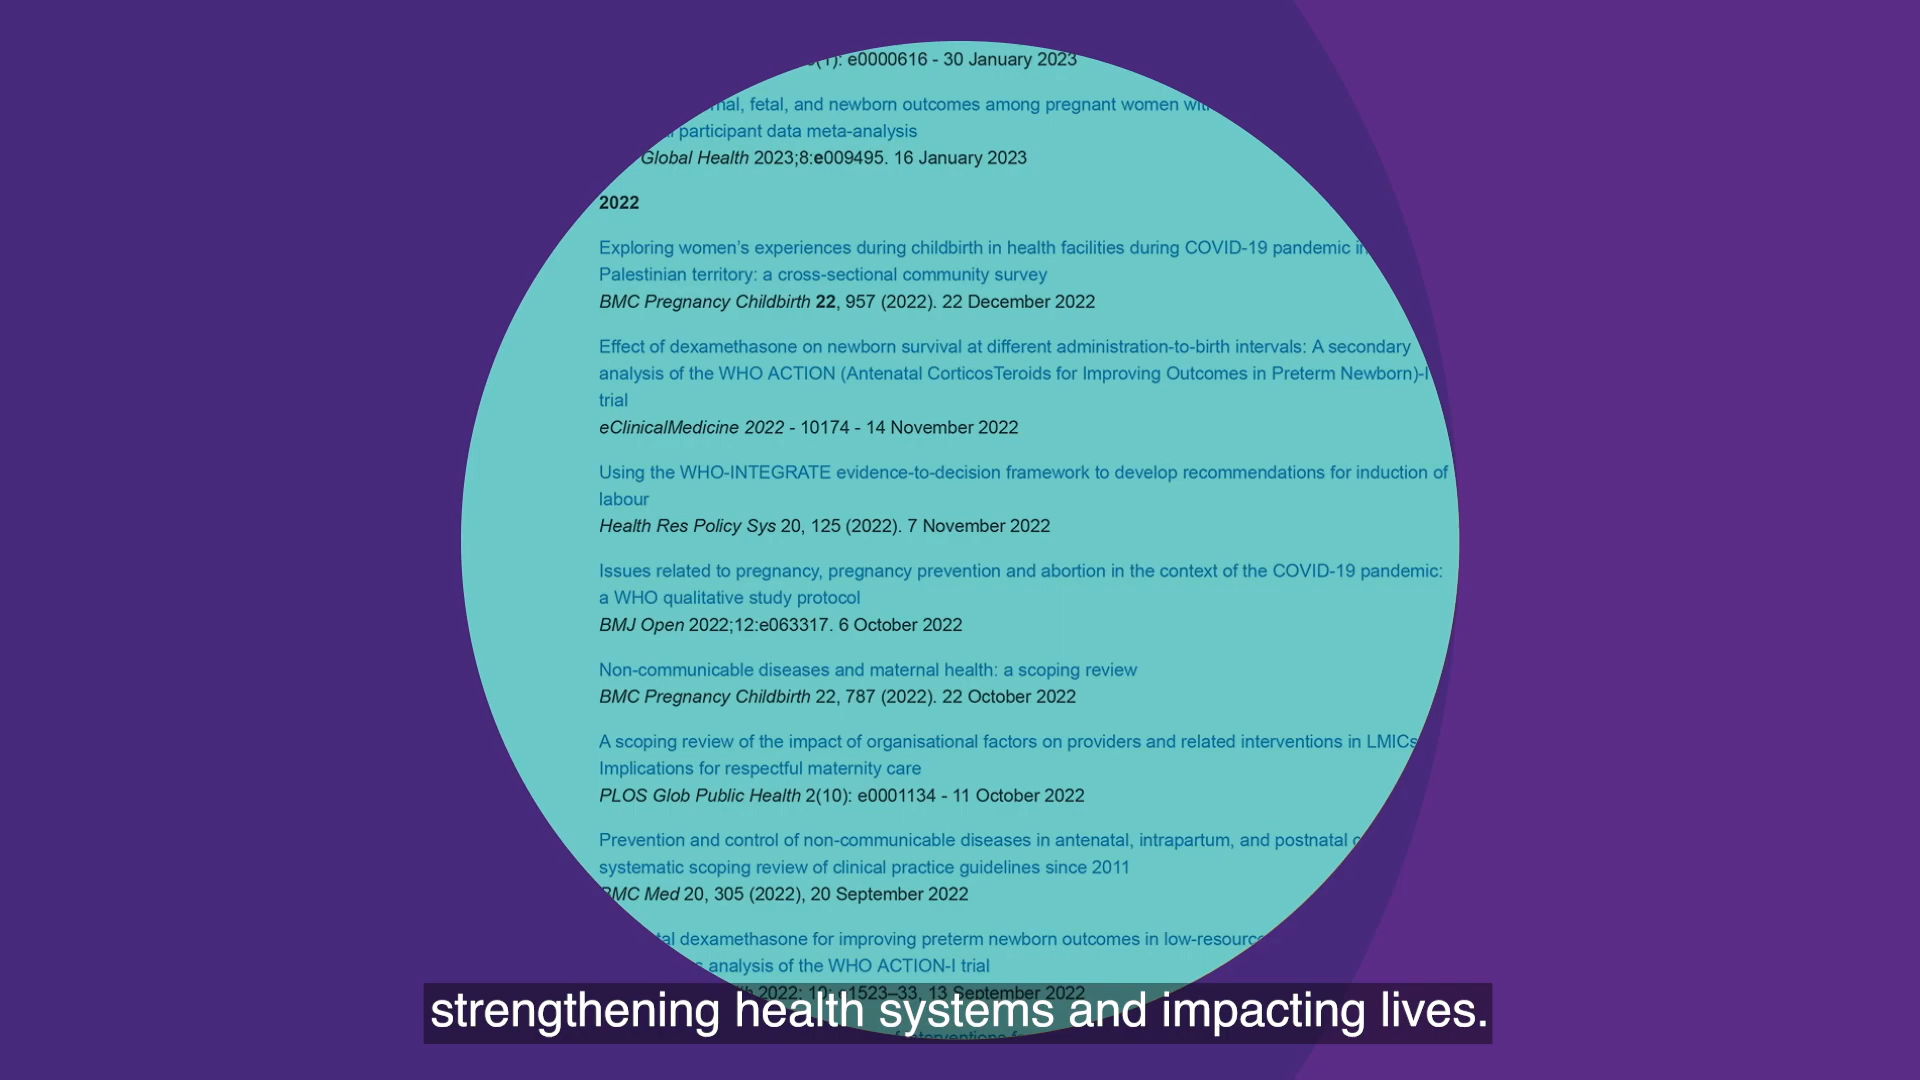 e0000616 - 30 January 2023
fetal, and newborn outcomes among pregnant women
participant data meta-analysis
Global Health 2023;8:e009495. 16 January 2023
2022
Exploring women’s experiences during childbirth in health facilities during COVID-19 pandemic
Palestinian territory: a cross-sectional community survey
BMC Pregnancy Childbirth 22, 957 (2022). 22 December 2022
Effect of dexamethasone on newborn survival at different administration-to-birth intervals: A secondary
analysis of the WHO ACTION (Antenatal CorticosTeroids for Improving Outcomes in Preterm Newborn)-I
trial
eClinicalMedicine 2022 - 10174 - 14 November 2022
Using the WHO-INTEGRATE evidence-to-decision framework to develop recommendations for induction of
labour
Health Res Policy Sys 20, 125 (2022). 7 November 2022
Issues related to pregnancy, pregnancy prevention and abortion in the context of the COVID-19 pandemic:
a WHO qualitative study protocol
BMJ Open 2022;12:e063317. 6 October 2022
Non-communicable diseases and maternal health: a scoping review
BMC Pregnancy Childbirth 22, 787 (2022). 22 October 2022
A scoping review of the impact of organisational factors on providers and related interventions in LMICs
Implications for respectful maternity care
PLOS Glob Public Health 2(10): e0001134 - 11 October 2022
Prevention and control of non-communicable diseases in antenatal, intrapartum, and postnatal
systematic scoping review of clinical practice guidelines since 2011
BMC Med 20, 305 (2022), 20 September 2022
dexamethasone for improving preterm newborn outcomes in
analysis of the WHO ACTION-I trial
2022; 10: e1523–33, 13 September 2022
strengthening health systems and impacting lives.